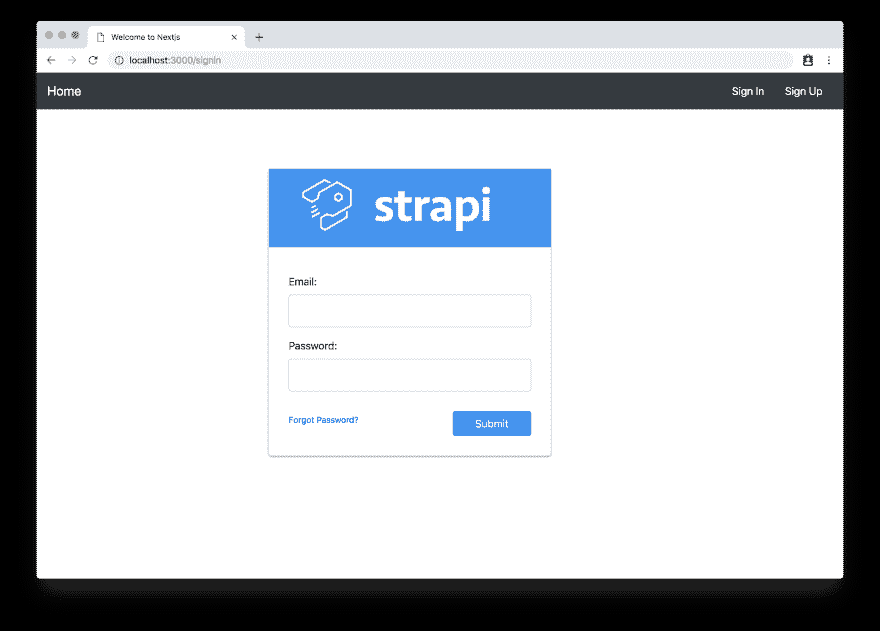 Welcome to Nextjs
localhost:3000/signin
Home
Sign In
Sign Up
strapi
Email:
Password:
Forgot Password?
Submit